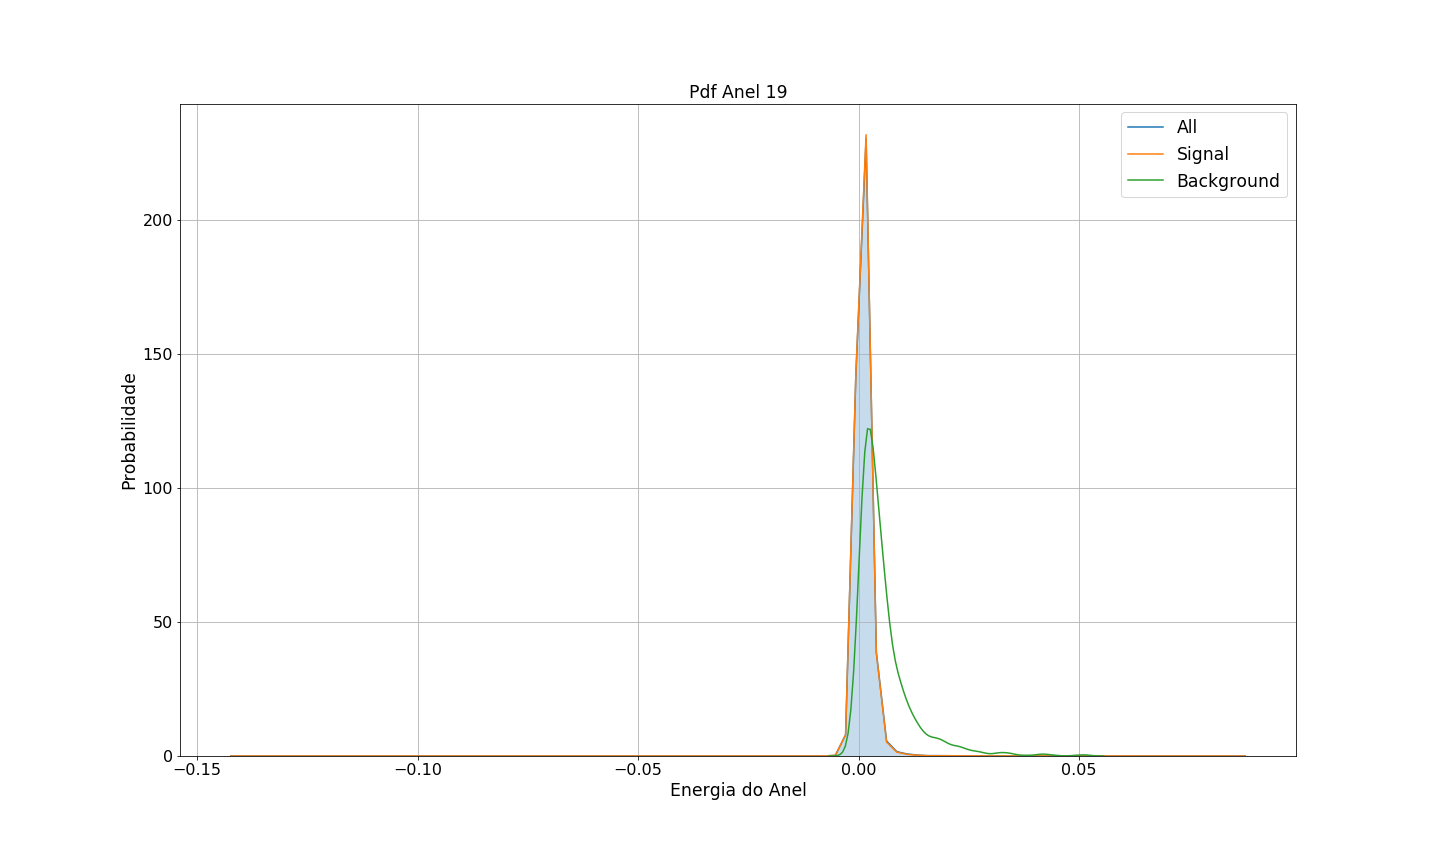 Pdf Anel 19
All
Signal
Background
Probabilidade
200
150
100
50
0
−0.15 −0.10 −0.05 0.00 0.05
Energia do Anel